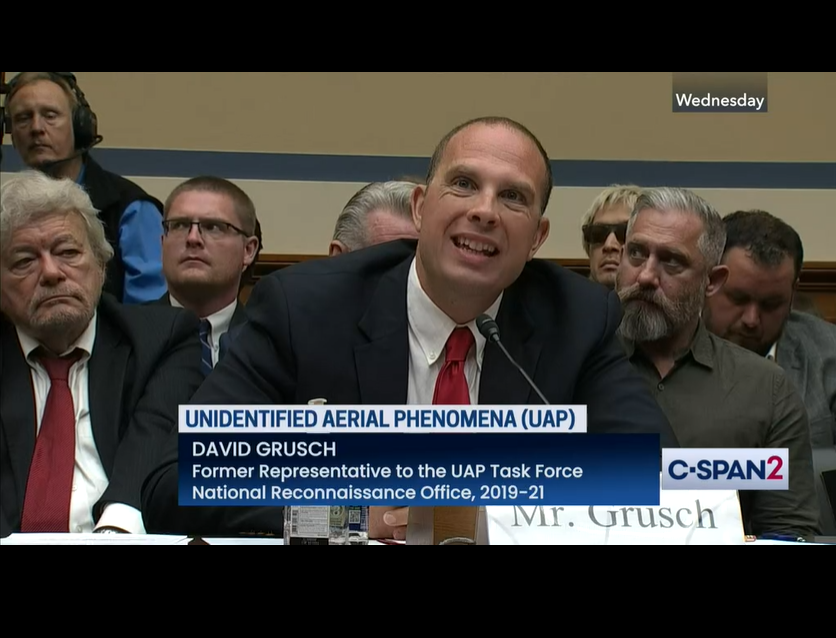 Wednesday
UNIDENTIFIED AERIAL PHENOMENA (UAP)
DAVID GRUSCH
Former Representative to the UAP Task Force
National Reconnaissance Office, 2019-21
C-SPAN2
Mr. Grusch